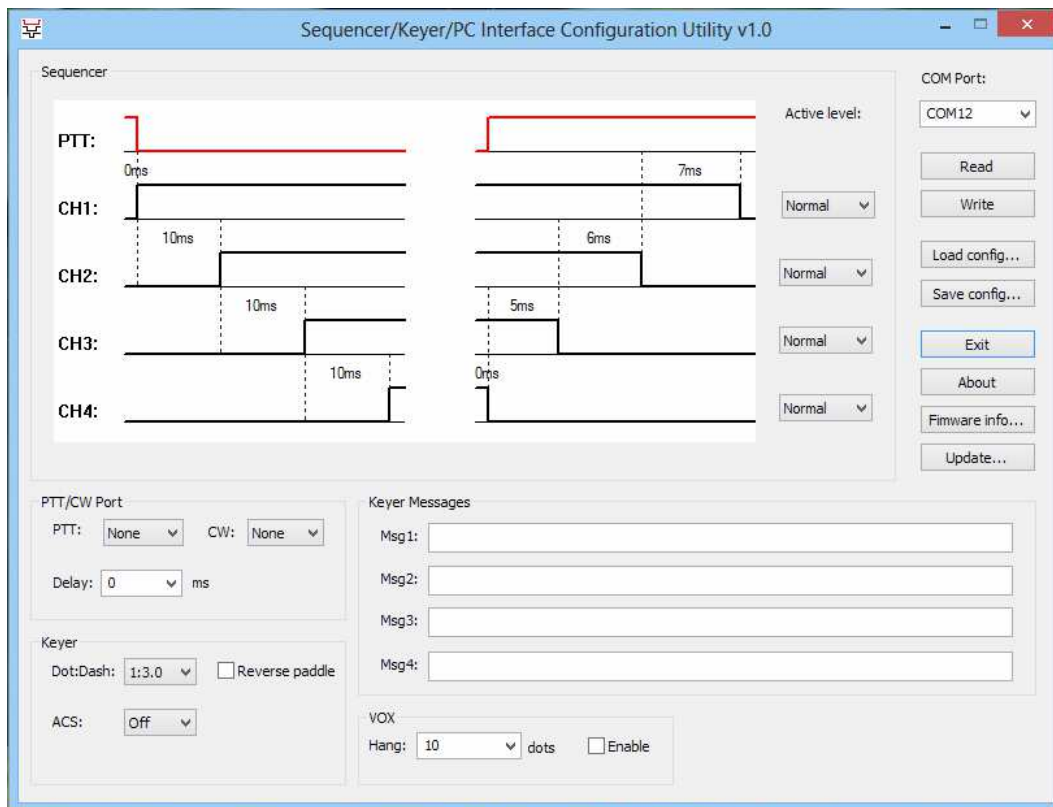 Sequencer/Keyer/PC Interface Configuration Utility v1.0
Sequencer
PTT:
0ms
7ms
CH1:
10ms
6ms
CH2:
10ms
5ms
CH3:
10ms
0ms
CH4:
Active level:
Normal
Normal
Normal
Normal
COM Port:
COM12
Read
Write
Load config...
Save config...
Exit
About
Fimware info...
Update...
PTT/CW Port
PTT: None CW: None
Delay: 0 ms
Keyer
Dot:Dash: 1:3.0 Reverse paddle
ACS: Off
Keyer Messages
Msg1:
Msg2:
Msg3:
Msg4:
VOX
Hang: 10 dots Enable